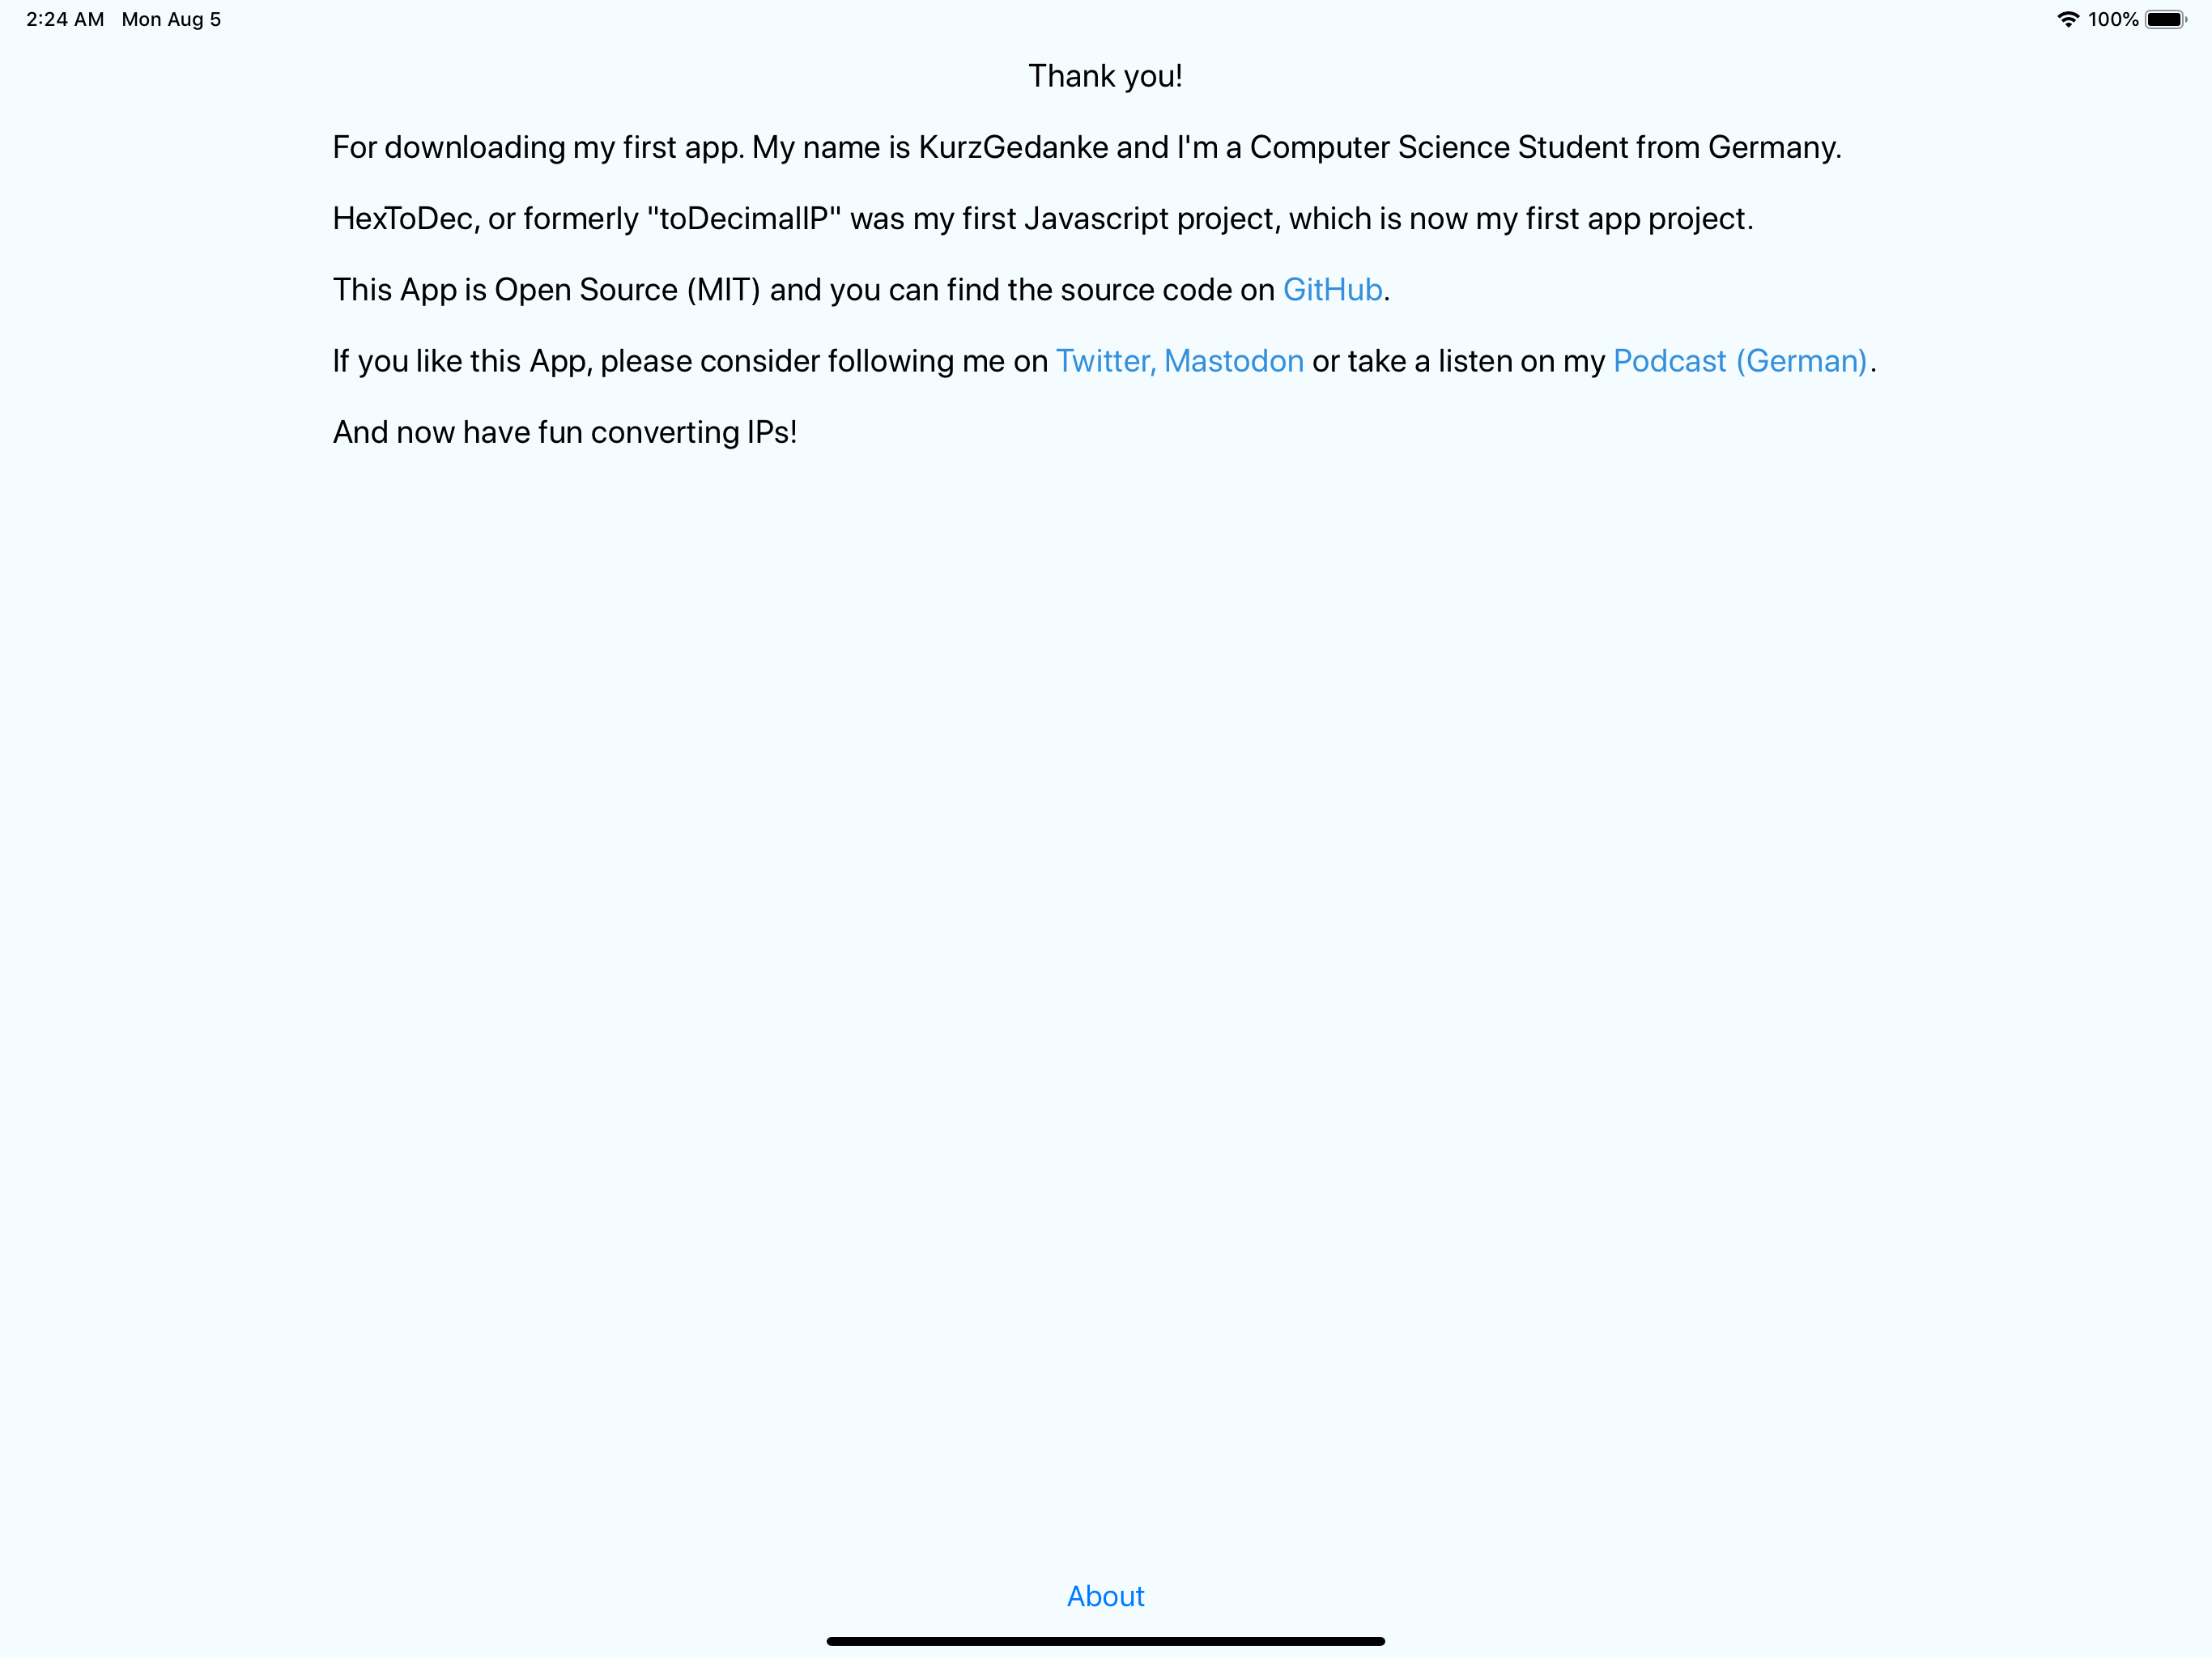 2:24 AM Mon Aug 5 100%
Thank you!
For downloading my first app. My name is KurzGedanke and I'm a Computer Science Student from Germany.
HexToDec, or formerly "toDecimalIP" was my first Javascript project, which is now my first app project.
This App is Open Source (MIT) and you can find the source code on GitHub.
If you like this App, please consider following me on Twitter, Mastodon or take a listen on my Podcast (German).
And now have fun converting IPs!
About